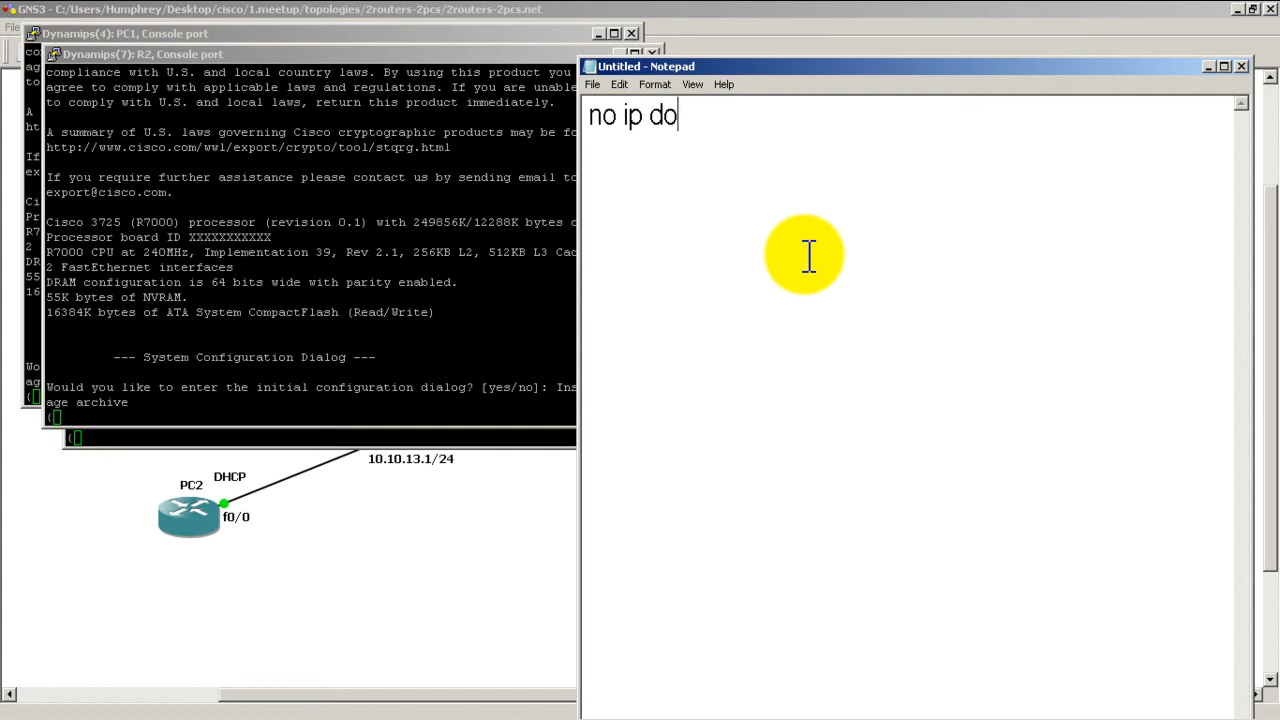 GNS3 - C:/Users/Humphrey/Desktop/cisco/1.meetup/topologies/2routers-2pcs/2routers-2pcs.net
File
Dynamips(4): PC1, Console port
Dynamips(7): R2, Console port
compliance with U.S. and local country laws. By using this product you
agree to comply with applicable laws and regulations. If you are unable
to comply with U.S. and local laws, return this product immediately.
A summary of U.S. laws governing Cisco cryptographic products may be fo
http://www.cisco.com/wwl/export/crypto/tool/stqrg.html
If you require further assistance please contact us by sending email to
export@cisco.com.
Cisco 3725 (R7000) processor (revision 0.1) with 249856K/12288K bytes o
Processor board ID XXXXXXXXXXX
R7000 CPU at 240MHz, Implementation 39, Rev 2.1, 256KB L2, 512KB L3 Cac
2 FastEthernet interfaces
DRAM configuration is 64 bits wide with parity enabled.
55K bytes of NVRAM.
16384K bytes of ATA System CompactFlash (Read/Write)
--- System Configuration Dialog ---
Would you like to enter the initial configuration dialog? [yes/no]: Ins
age archive
(
(
10.10.13.1/24
DHCP
PC2
f0/0
Untitled - Notepad
File Edit Format View Help
no ip do